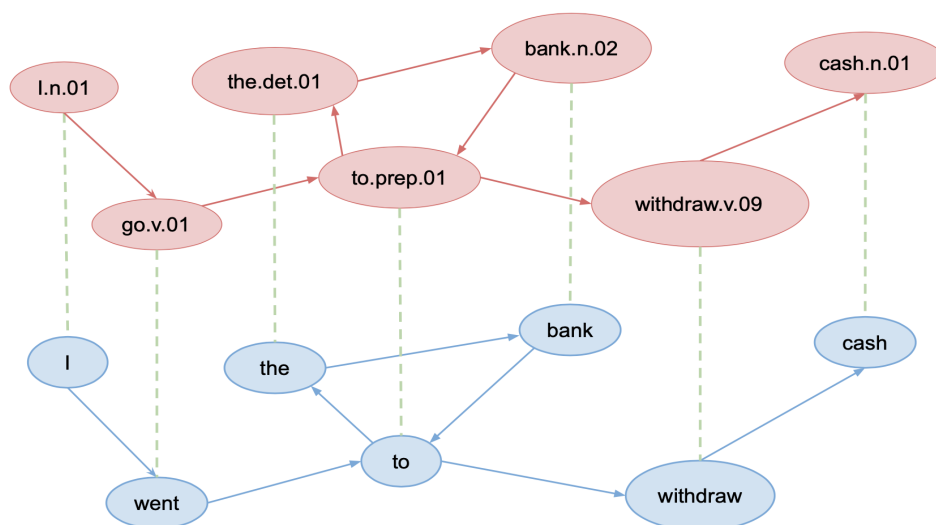 bank.n.02
cash.n.01
the.det.01
I.n.01
to.prep.01
withdraw.v.09
go.v.01
bank
cash
I
the
to
withdraw
went